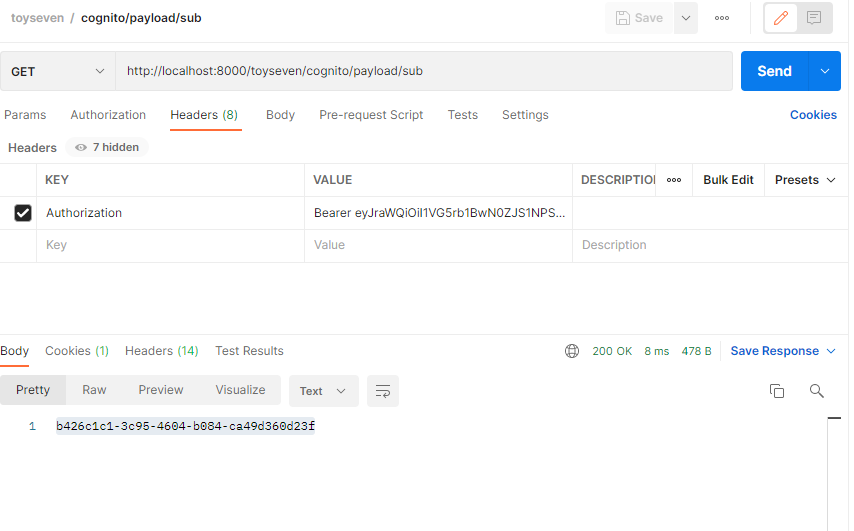 toyseven / cognito/payload/sub
Save
GET http://localhost:8000/toyseven/cognito/payload/sub Send
Params Authorization Headers (8) Body Pre-request Script Tests Settings Cookies
Headers 7 hidden
KEY VALUE DESCRIPTION Bulk Edit Presets
Authorization Bearer eyJraWQiOiI1VG5rb1BwN0ZJS1NPS...
Key Value Description
Body Cookies (1) Headers (14) Test Results 200 OK 8 ms 478 B Save Response
Pretty Raw Preview Visualize Text
1 b426c1c1-3c95-4604-b084-ca49d360d23f